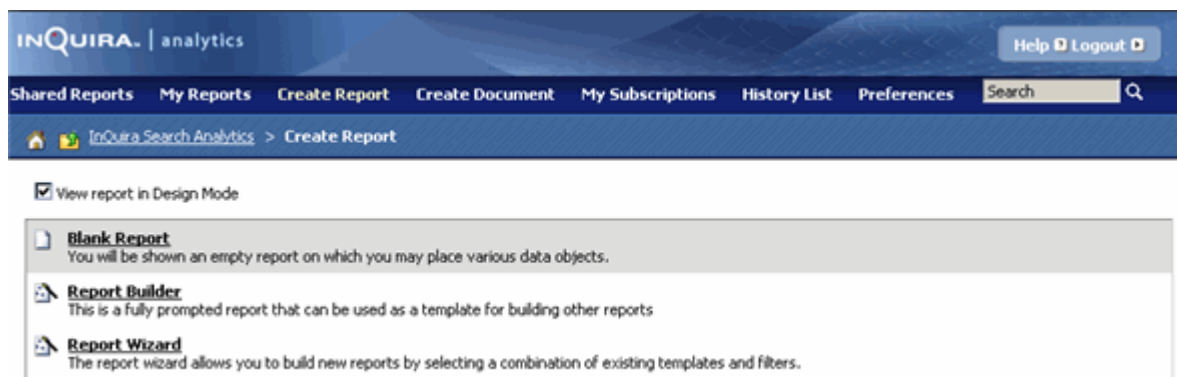 INQUIRA. | analytics
Help Logout
Shared Reports My Reports Create Report Create Document My Subscriptions History List Preferences Search
InQuira Search Analytics > Create Report
View report in Design Mode
Blank Report
You will be shown an empty report on which you may place various data objects.
Report Builder
This is a fully prompted report that can be used as a template for building other reports
Report Wizard
The report wizard allows you to build new reports by selecting a combination of existing templates and filters.